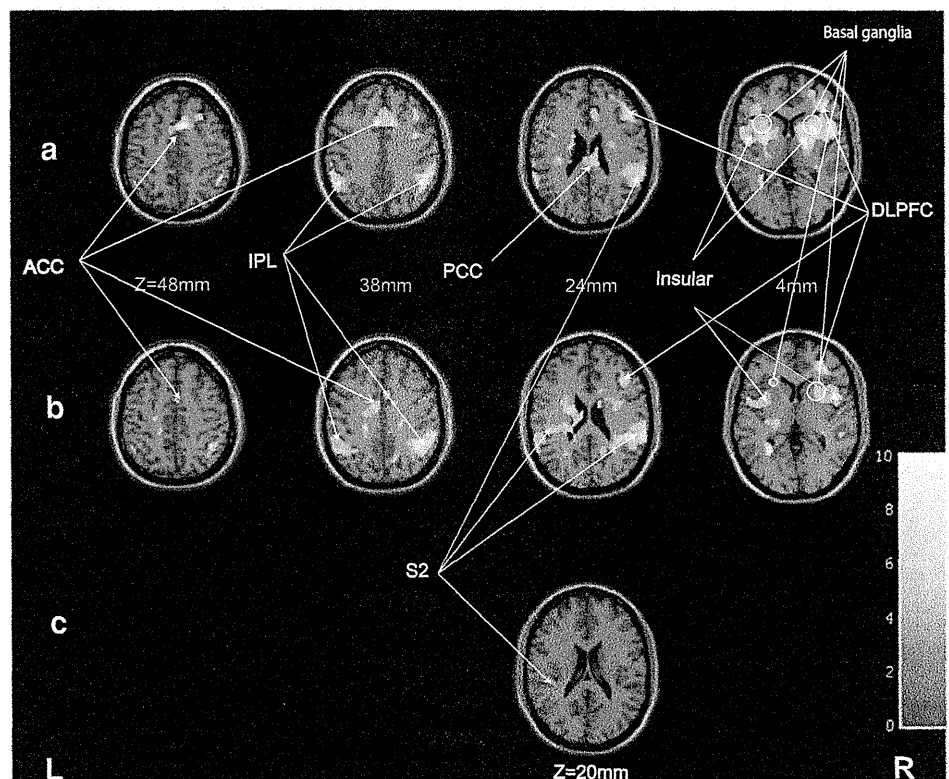 Basal ganglia
a
DLPFC
ACC
IPL
PCC
Insular
Z=48mm
38mm
24mm
4mm
b
10
8
6
4
2
0
S2
c
L
Z=20mm
R